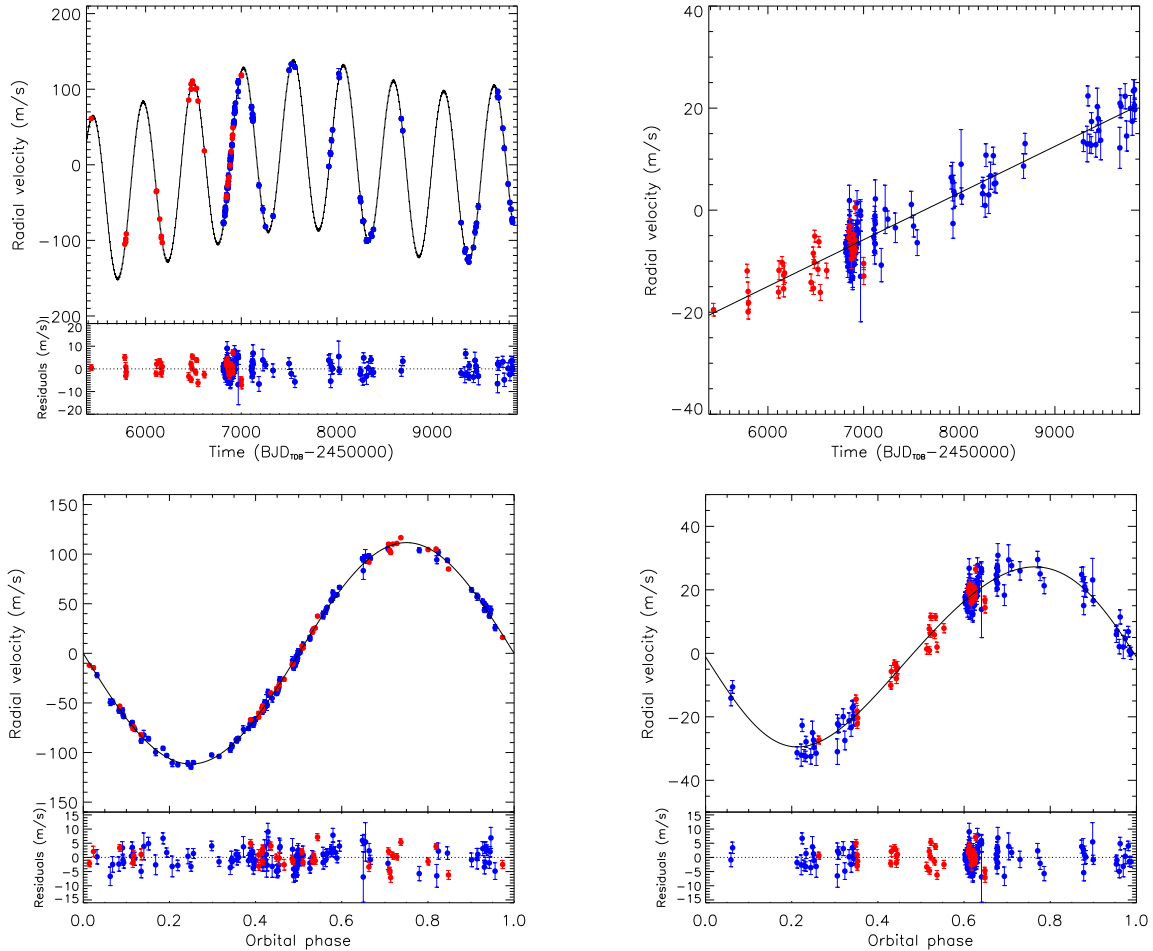 200
100
0
−100
−200
Radial velocity (m/s)
20
10
0
−10
−20
Residuals (m/s)
6000 7000 8000 9000
Time (BJD_TDB−2450000)
40
20
0
−20
−40
Radial velocity (m/s)
6000 7000 8000 9000
Time (BJD_TDB−2450000)
150
100
50
0
−50
−100
−150
Radial velocity (m/s)
15
10
5
0
−5
−10
−15
Residuals (m/s)
0.0 0.2 0.4 0.6 0.8 1.0
Orbital phase
50
40
20
0
−20
−40
Radial velocity (m/s)
15
10
5
0
−5
−10
−15
Residuals (m/s)
0.0 0.2 0.4 0.6 0.8 1.0
Orbital phase